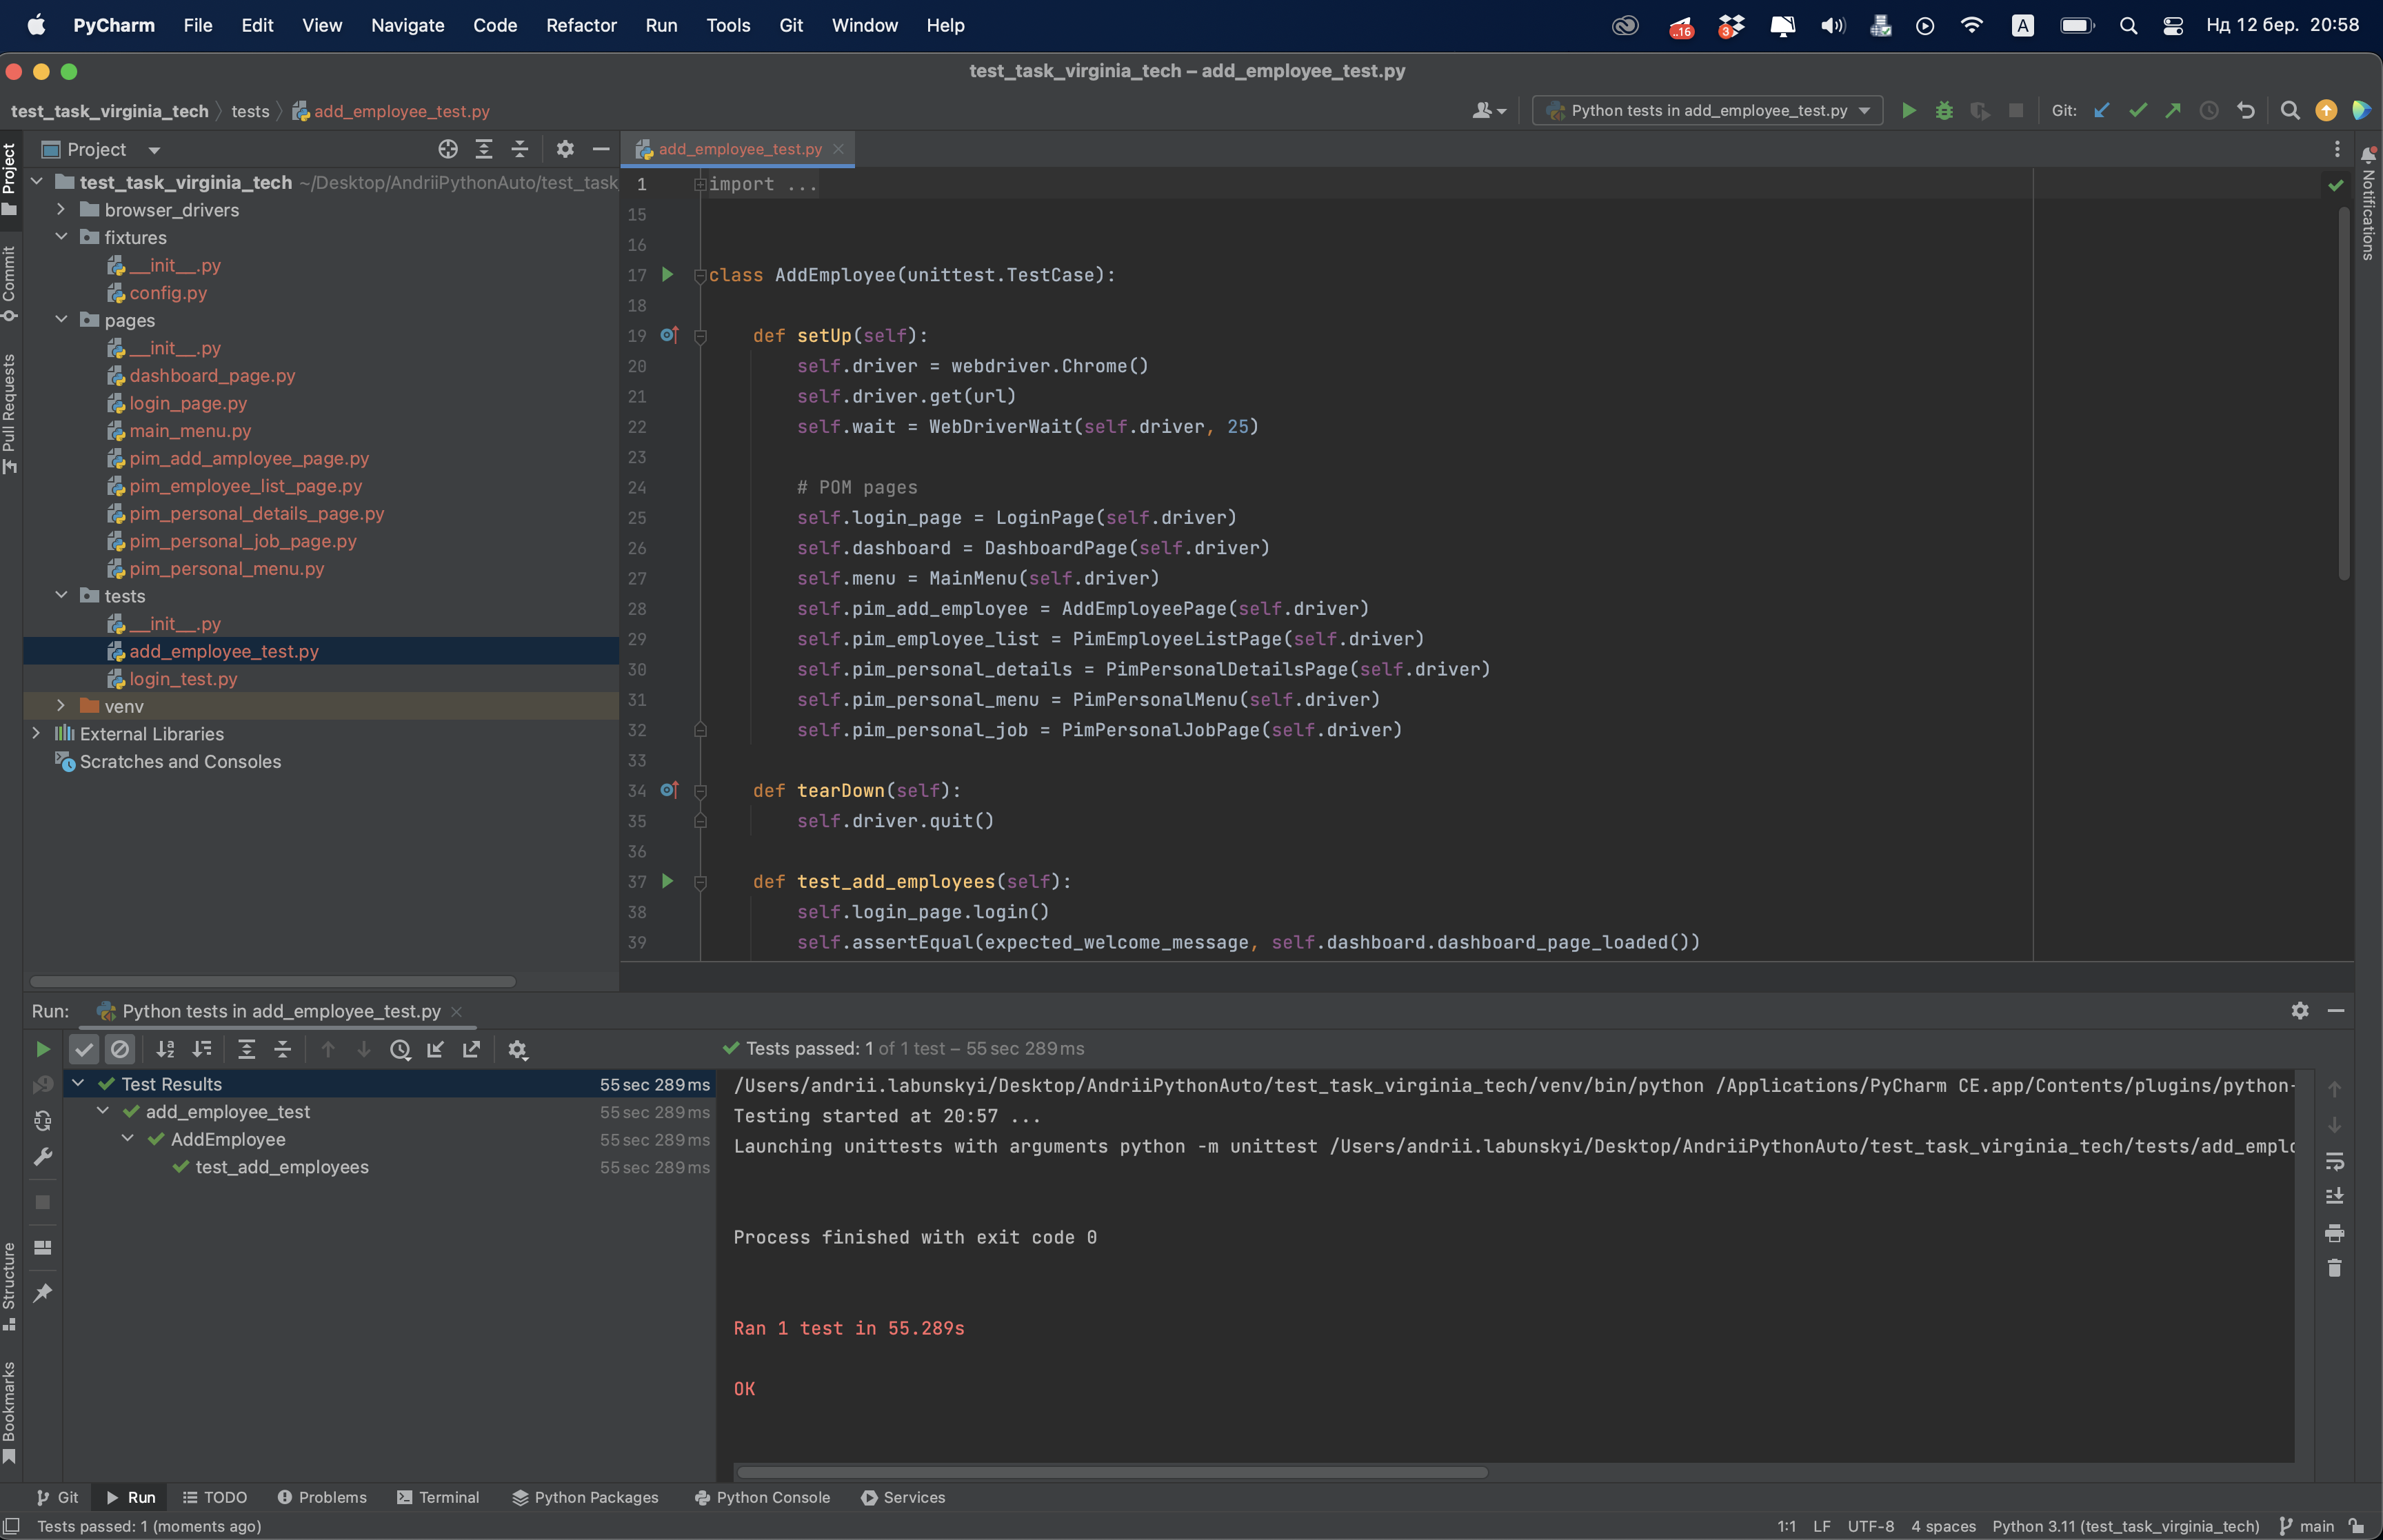 PyCharm File Edit View Navigate Code Refactor Run Tools Git Window Help
..16 3 A Нд 12 бер. 20:58
test_task_virginia_tech – add_employee_test.py
test_task_virginia_tech tests add_employee_test.py
Python tests in add_employee_test.py Git:
Project
Commit
Pull Requests
Structure
Bookmarks
Notifications
Project
test_task_virginia_tech ~/Desktop/AndriiPythonAuto/test_task
browser_drivers
fixtures
__init__.py
config.py
pages
__init__.py
dashboard_page.py
login_page.py
main_menu.py
pim_add_amployee_page.py
pim_employee_list_page.py
pim_personal_details_page.py
pim_personal_job_page.py
pim_personal_menu.py
tests
__init__.py
add_employee_test.py
login_test.py
venv
External Libraries
Scratches and Consoles
add_employee_test.py
1 import ...
15
16
17 class AddEmployee(unittest.TestCase):
18
19 def setUp(self):
20 self.driver = webdriver.Chrome()
21 self.driver.get(url)
22 self.wait = WebDriverWait(self.driver, 25)
23
24 # POM pages
25 self.login_page = LoginPage(self.driver)
26 self.dashboard = DashboardPage(self.driver)
27 self.menu = MainMenu(self.driver)
28 self.pim_add_employee = AddEmployeePage(self.driver)
29 self.pim_employee_list = PimEmployeeListPage(self.driver)
30 self.pim_personal_details = PimPersonalDetailsPage(self.driver)
31 self.pim_personal_menu = PimPersonalMenu(self.driver)
32 self.pim_personal_job = PimPersonalJobPage(self.driver)
33
34 def tearDown(self):
35 self.driver.quit()
36
37 def test_add_employees(self):
38 self.login_page.login()
39 self.assertEqual(expected_welcome_message, self.dashboard.dashboard_page_loaded())
Run: Python tests in add_employee_test.py
Tests passed: 1 of 1 test – 55 sec 289 ms
Test Results 55 sec 289 ms
add_employee_test 55 sec 289 ms
AddEmployee 55 sec 289 ms
test_add_employees 55 sec 289 ms
/Users/andrii.labunskyi/Desktop/AndriiPythonAuto/test_task_virginia_tech/venv/bin/python /Applications/PyCharm CE.app/Contents/plugins/python-
Testing started at 20:57 ...
Launching unittests with arguments python -m unittest /Users/andrii.labunskyi/Desktop/AndriiPythonAuto/test_task_virginia_tech/tests/add_emplo
Process finished with exit code 0
Ran 1 test in 55.289s
OK
Git Run TODO Problems Terminal Python Packages Python Console Services
Tests passed: 1 (moments ago) 1:1 LF UTF-8 4 spaces Python 3.11 (test_task_virginia_tech) main